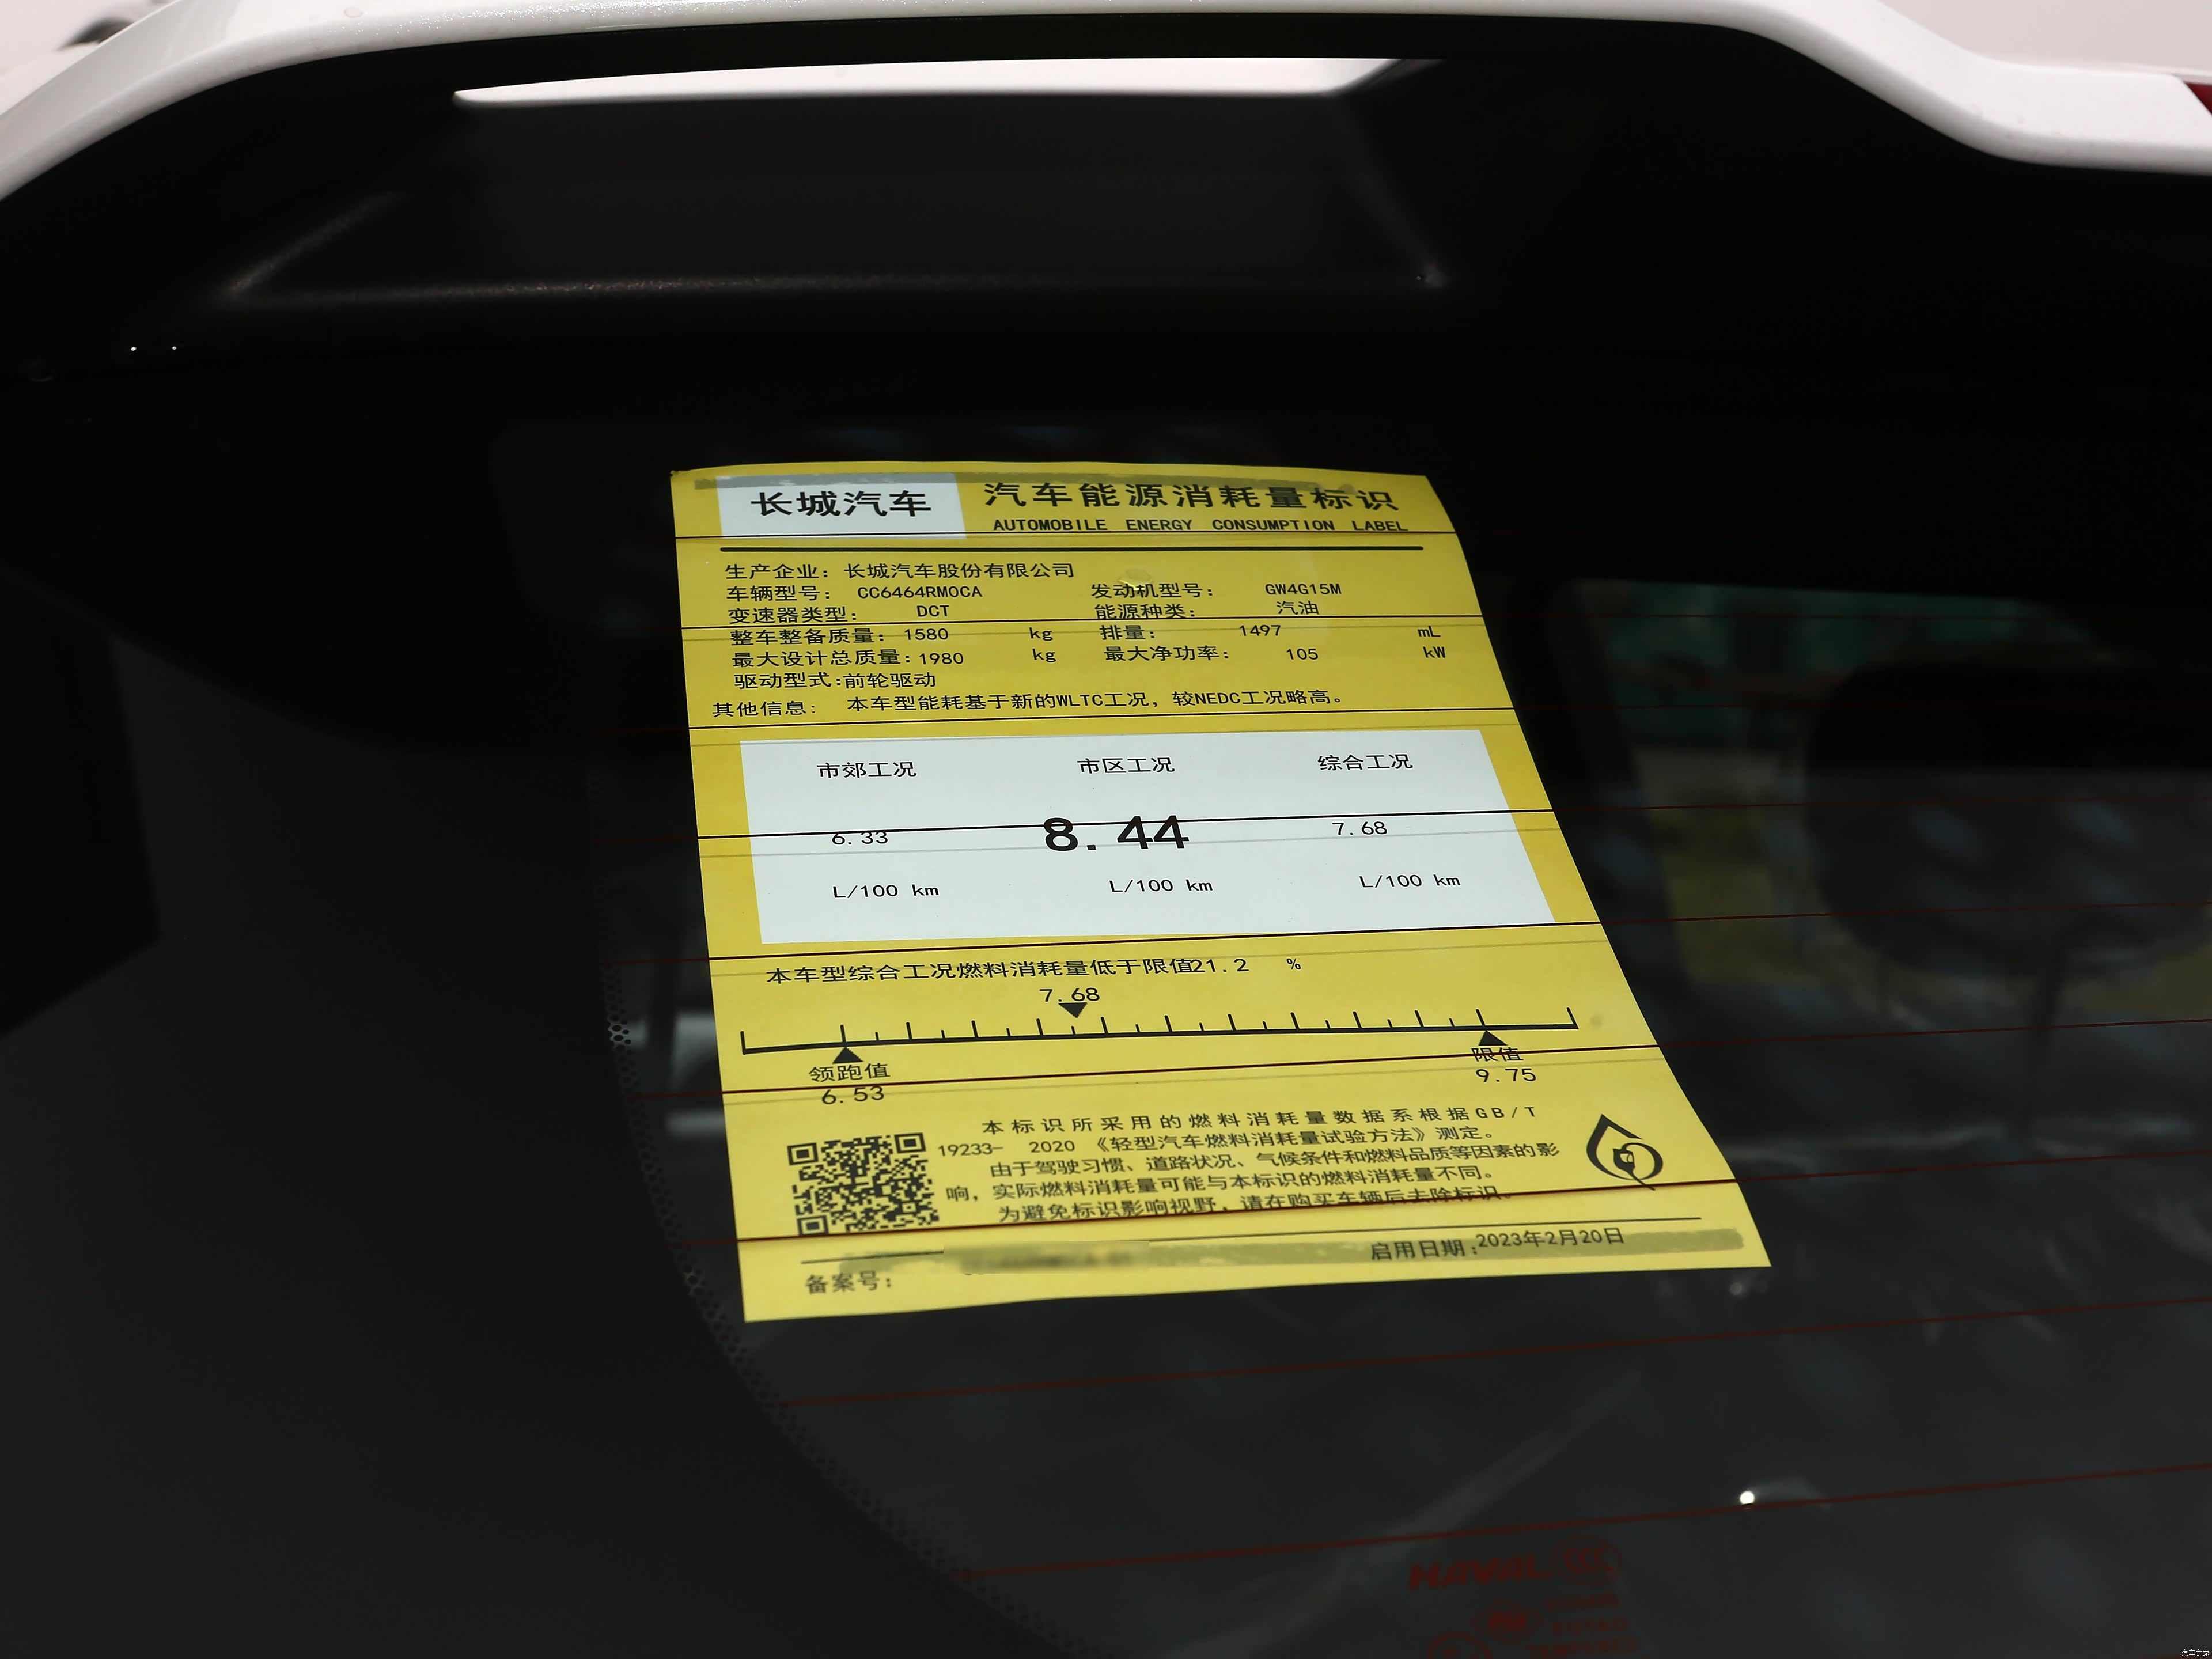 长城汽车 汽车能源消耗量标识
AUTOMOBILE ENERGY CONSUMPTION LABEL
生产企业：长城汽车股份有限公司
车辆型号： CC6464RM0CA 发动机型号： GW4G15M
变速器类型： DCT 能源种类： 汽油
整车整备质量：1580 kg 排量： 1497 mL
最大设计总质量：1980 kg 最大净功率： 105 kW
驱动型式：前轮驱动
其他信息： 本车型能耗基于新的WLTC工况，较NEDC工况略高。
市郊工况 市区工况 综合工况
6.33 8.44 7.68
L/100 km L/100 km L/100 km
本车型综合工况燃料消耗量低于限值21.2 %
7.68
领跑值 限值
6.53 9.75
本标识所采用的燃料消耗量数据系根据GB/T
19233- 2020 《轻型汽车燃料消耗量试验方法》测定。
由于驾驶习惯、道路状况、气候条件和燃料品质等因素的影
响，实际燃料消耗量可能与本标识的燃料消耗量不同。
为避免标识影响视野，请在购买车辆后去除标识。
备案号： 启用日期：2023年2月20日
HAVAL CCC
汽车之家